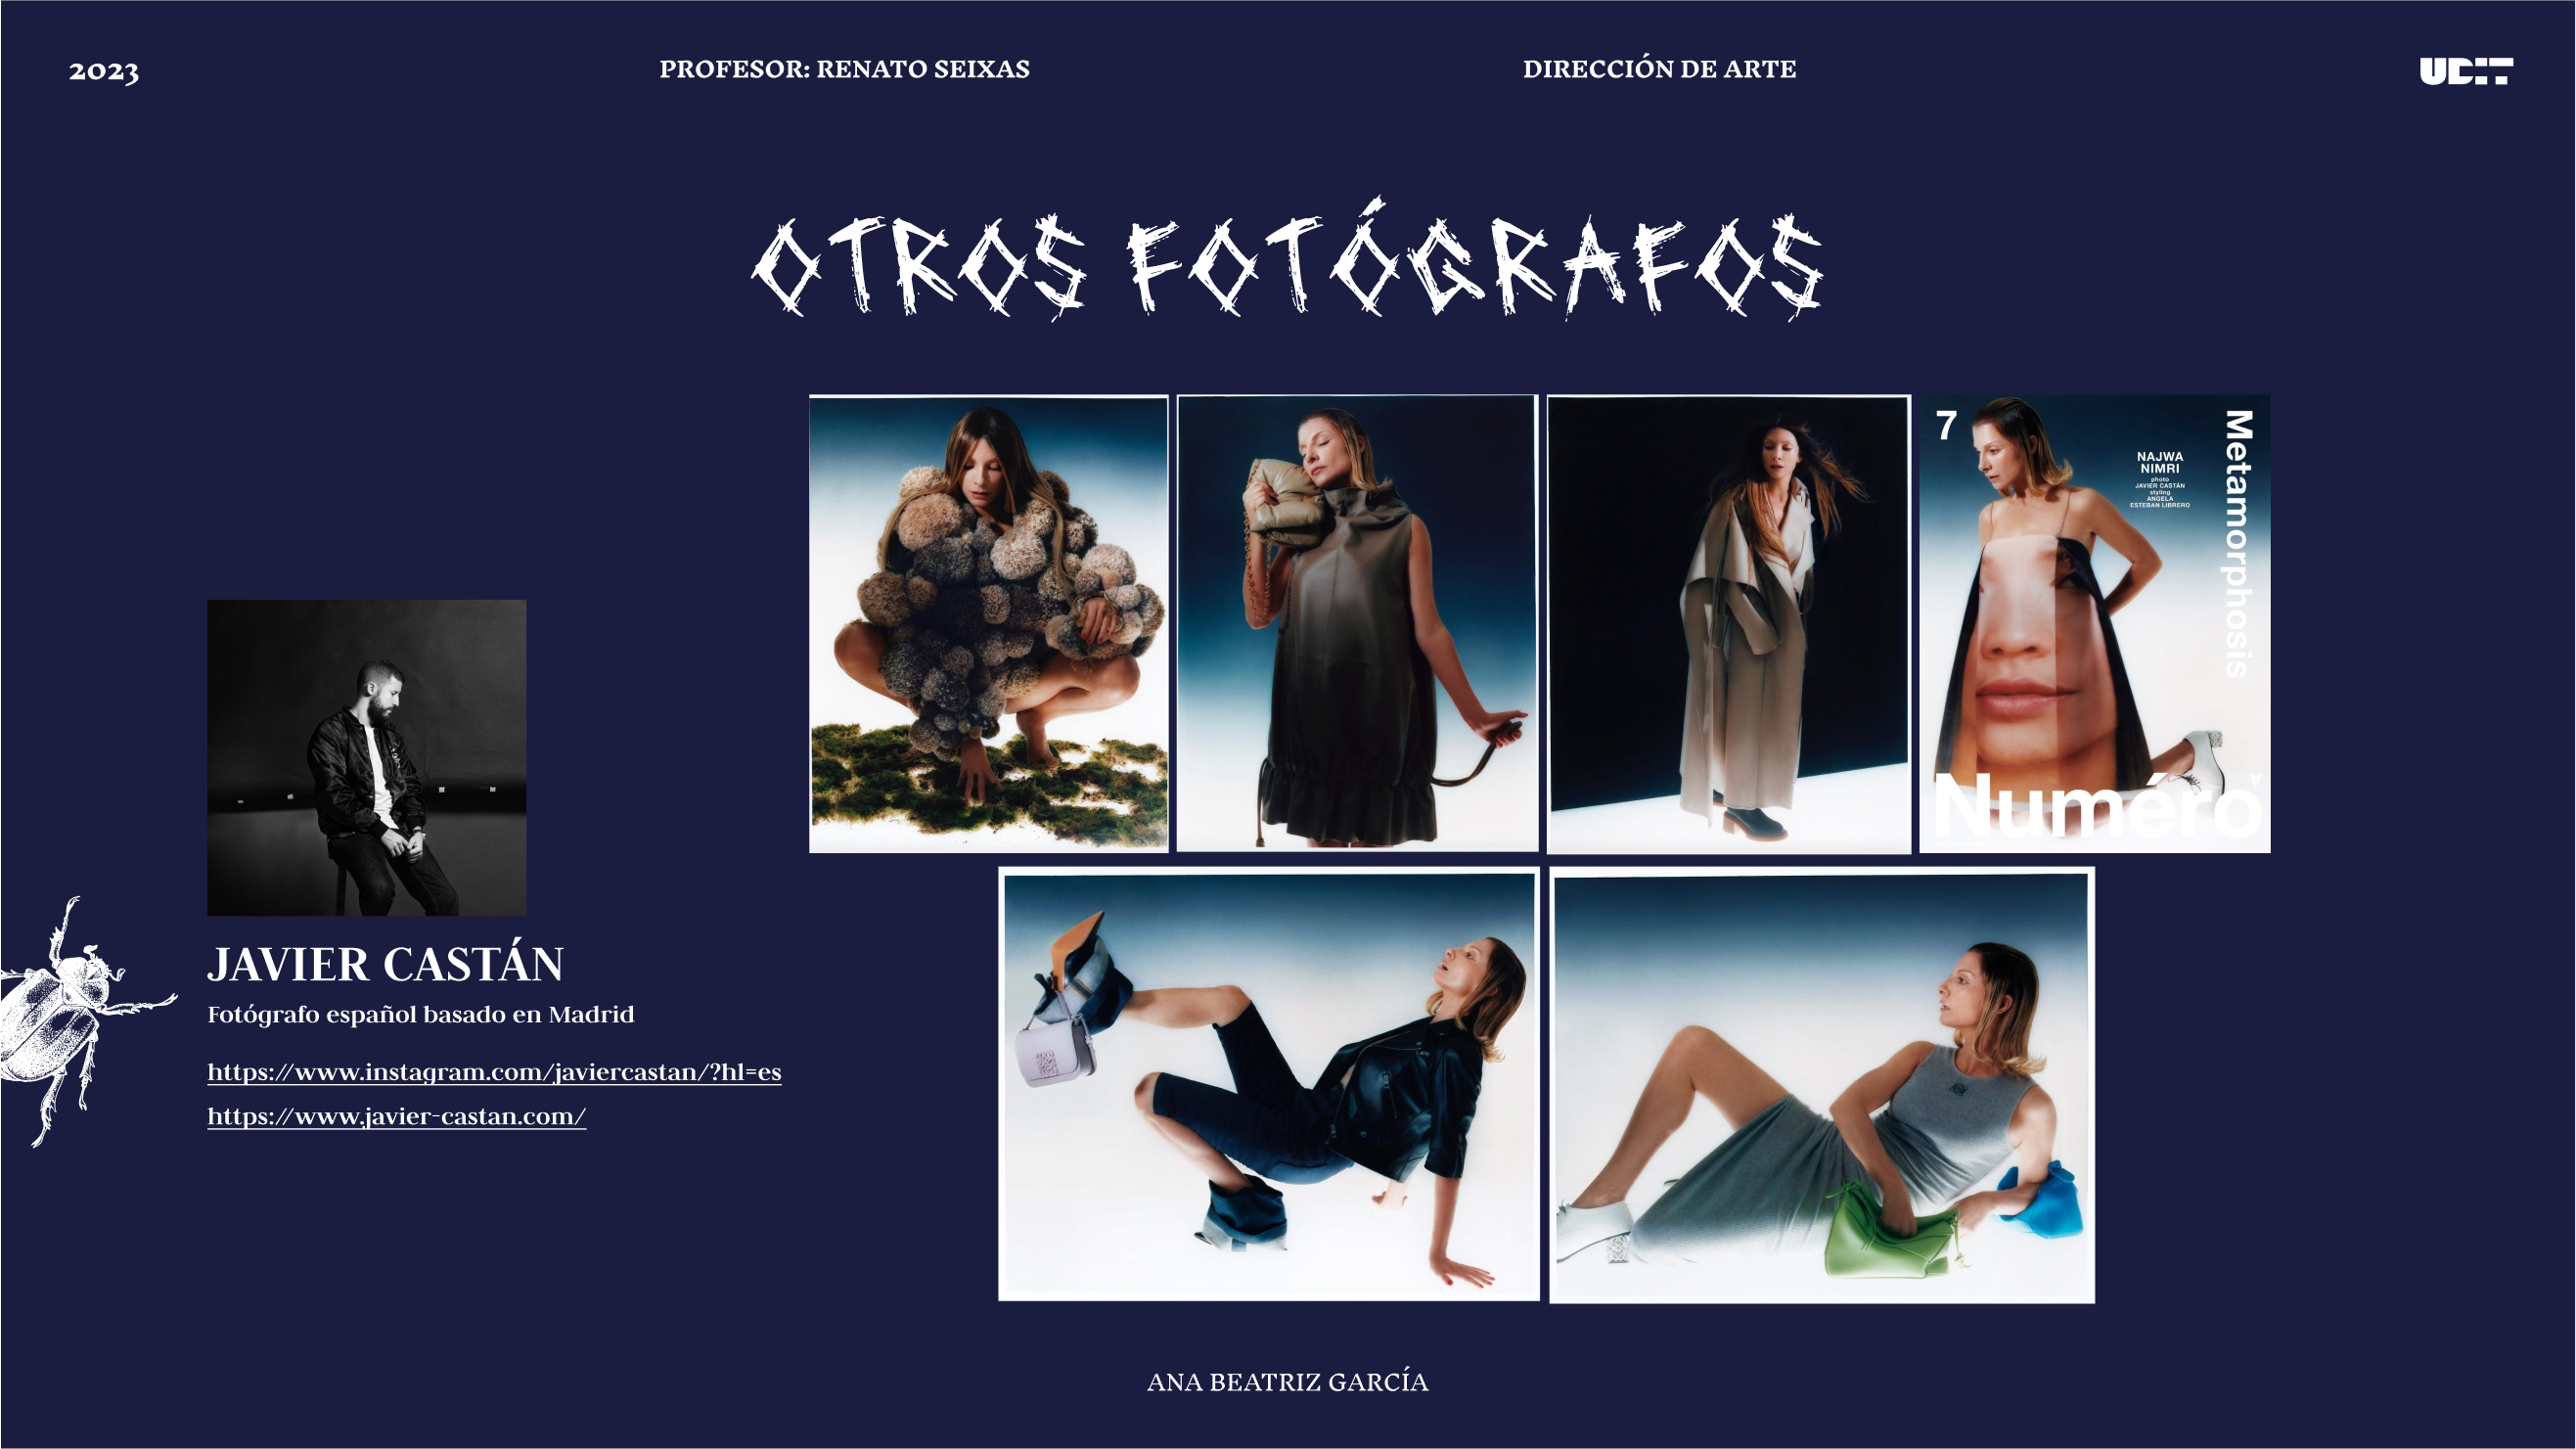 2023
PROFESOR: RENATO SEIXAS
DIRECCIÓN DE ARTE
UDIT
OTROS FOTÓGRAFOS
7
NAJWA
NIMRI
photo
JAVIER CASTÁN
styling
ANGELA
ESTEBAN LIBRERO
Metamorphosis
Numéro
JAVIER CASTÁN
Fotógrafo español basado en Madrid
https://www.instagram.com/javiercastan/?hl=es
https://www.javier-castan.com/
ANA BEATRIZ GARCÍA